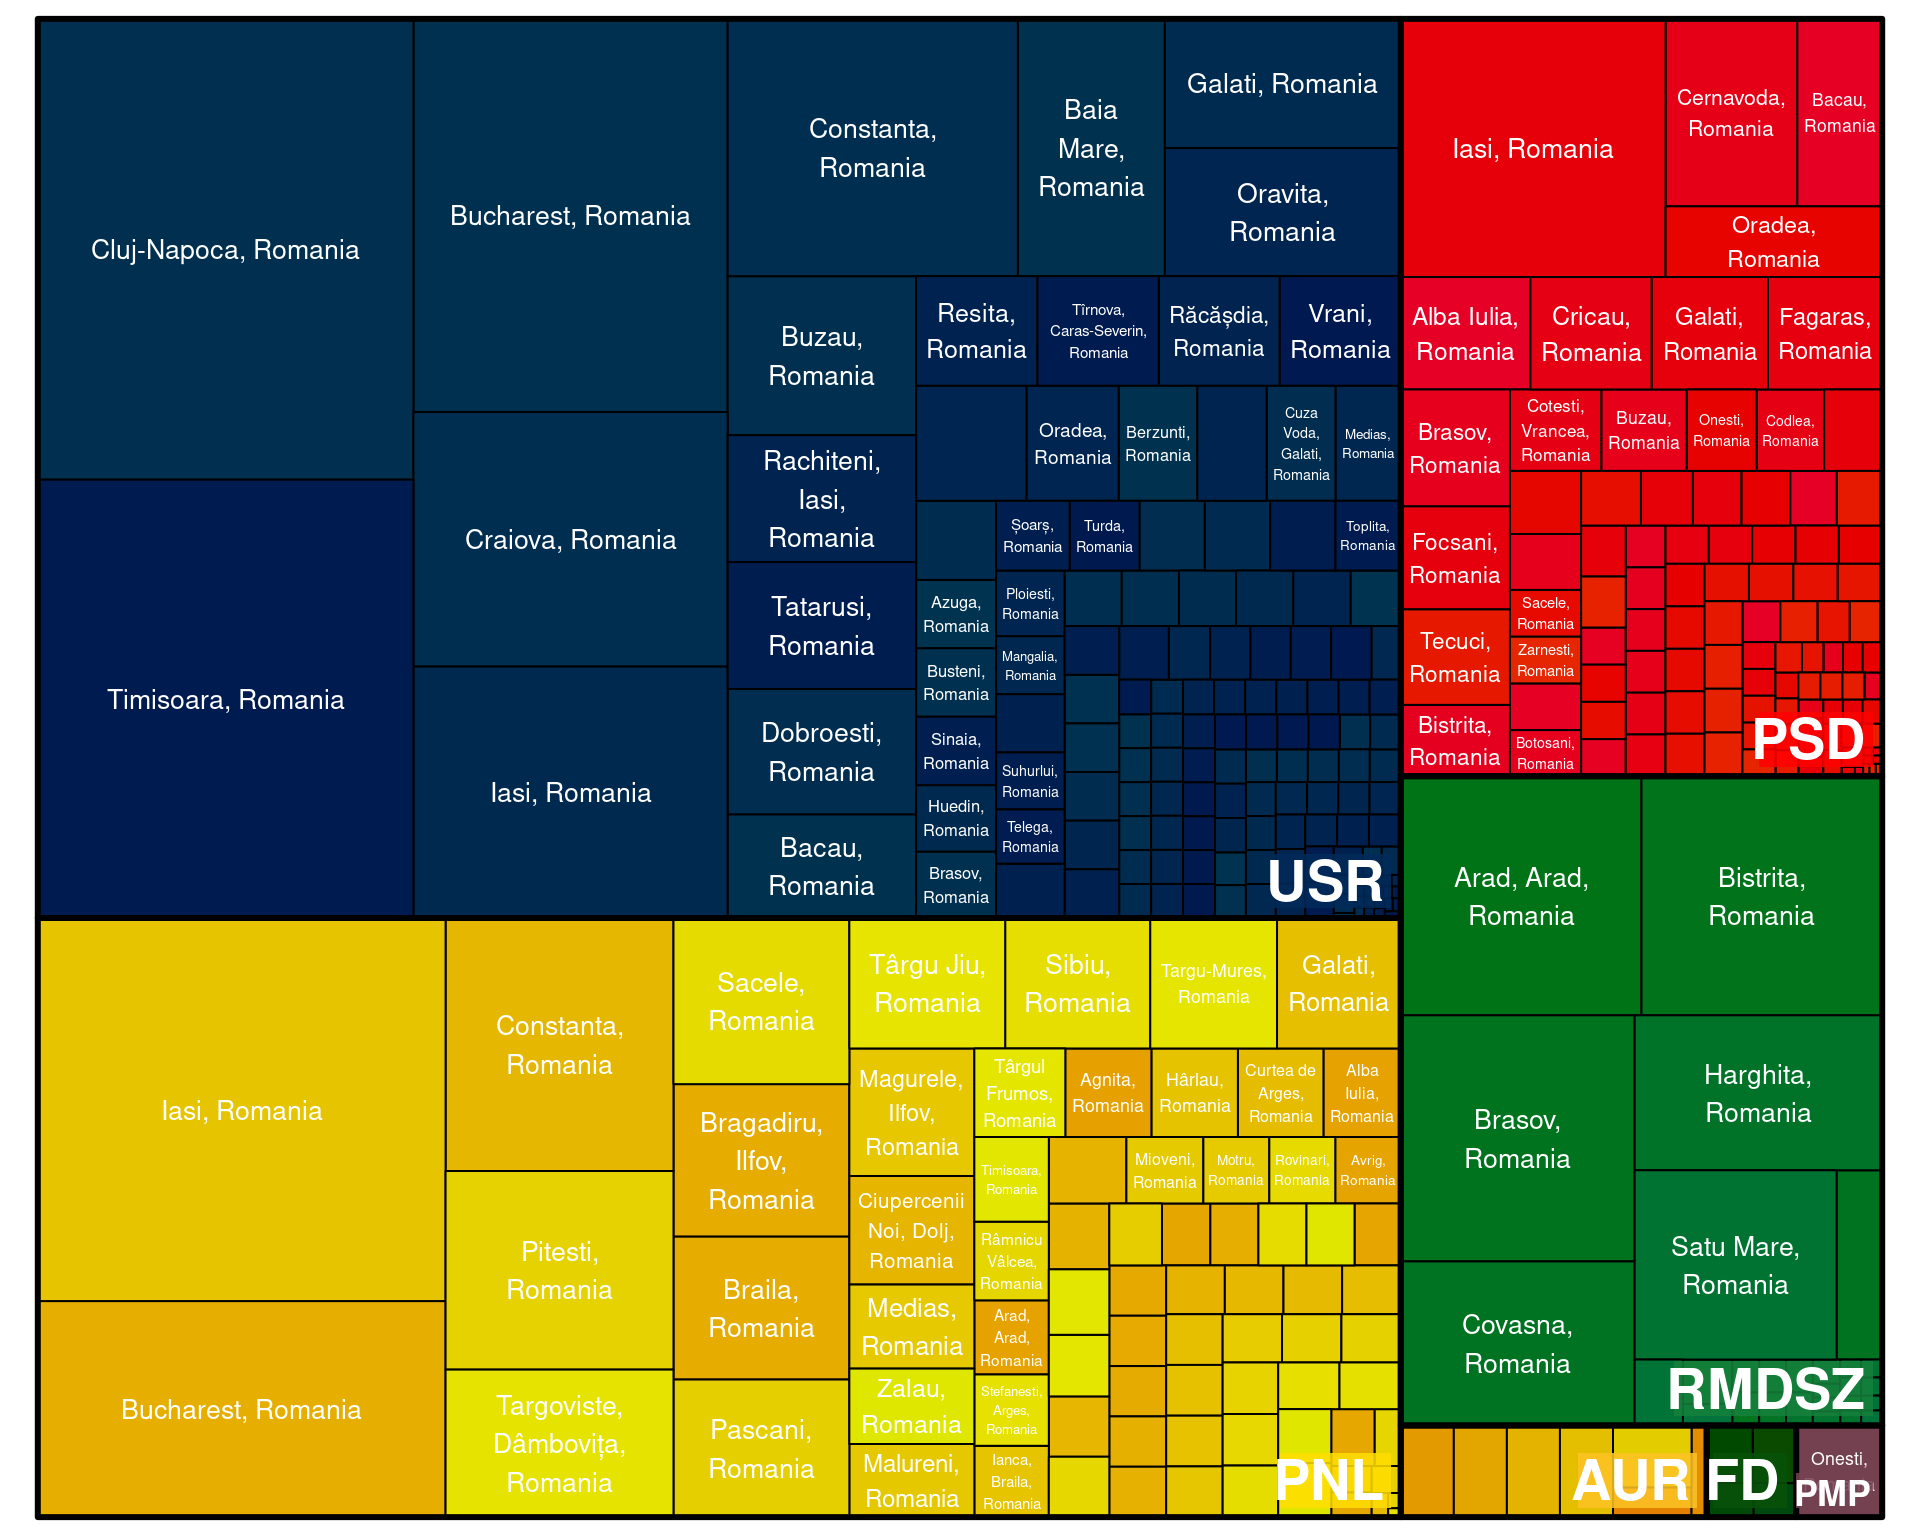 Cluj-Napoca, Romania
Timisoara, Romania
Bucharest, Romania
Craiova, Romania
Iasi, Romania
Constanta,
Romania
Baia
Mare,
Romania
Galati, Romania
Oravita,
Romania
Buzau,
Romania
Rachiteni,
Iasi,
Romania
Tatarusi,
Romania
Dobroesti,
Romania
Bacau,
Romania
Resita,
Romania
Tîrnova,
Caras-Severin,
Romania
Răcășdia,
Romania
Vrani,
Romania
Oradea,
Romania
Berzunti,
Romania
Cuza
Voda,
Galati,
Romania
Medias,
Romania
Șoarș,
Romania
Turda,
Romania
Toplita,
Romania
Azuga,
Romania
Busteni,
Romania
Sinaia,
Romania
Huedin,
Romania
Brasov,
Romania
Ploiesti,
Romania
Mangalia,
Romania
Suhurlui,
Romania
Telega,
Romania
USR
Iasi, Romania
Cernavoda,
Romania
Bacau,
Romania
Oradea,
Romania
Alba Iulia,
Romania
Cricau,
Romania
Galati,
Romania
Fagaras,
Romania
Brasov,
Romania
Focsani,
Romania
Tecuci,
Romania
Bistrita,
Romania
Cotesti,
Vrancea,
Romania
Buzau,
Romania
Onesti,
Romania
Codlea,
Romania
Sacele,
Romania
Zarnesti,
Romania
Botosani,
Romania
PSD
Iasi, Romania
Bucharest, Romania
Constanta,
Romania
Pitesti,
Romania
Targoviste,
Dâmbovița,
Romania
Sacele,
Romania
Bragadiru,
Ilfov,
Romania
Braila,
Romania
Pascani,
Romania
Târgu Jiu,
Romania
Sibiu,
Romania
Targu-Mures,
Romania
Galati,
Romania
Magurele,
Ilfov,
Romania
Ciupercenii
Noi, Dolj,
Romania
Medias,
Romania
Zalau,
Romania
Malureni,
Romania
Târgul
Frumos,
Romania
Agnita,
Romania
Hârlau,
Romania
Curtea de
Arges,
Romania
Alba
Iulia,
Romania
Timisoara,
Romania
Râmnicu
Vâlcea,
Romania
Arad,
Arad,
Romania
Stefanesti,
Arges,
Romania
Ianca,
Braila,
Romania
Mioveni,
Romania
Motru,
Romania
Rovinari,
Romania
Avrig,
Romania
PNL
Arad, Arad,
Romania
Bistrita,
Romania
Brasov,
Romania
Covasna,
Romania
Harghita,
Romania
Satu Mare,
Romania
RMDSZ
AUR
FD
Onesti,
PMP